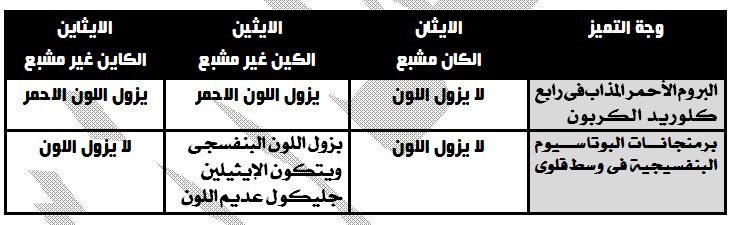 وجة التميز
الايثان
الكان مشبع
الايثين
الكين غير مشبع
الايثاين
الكاين غير مشبع
البروم الأحمر المذاب فى رابع
كلوريد الكربون
لا يزول اللون
يزول اللون الاحمر
يزول اللون الاحمر
برمنجانات البوتاسيوم
البنفسيجية فى وسط قلوى
لا يزول اللون
يزول اللون البنفسجى
ويتكون الإيثيلين
جليكول عديم اللون
لا يزول اللون